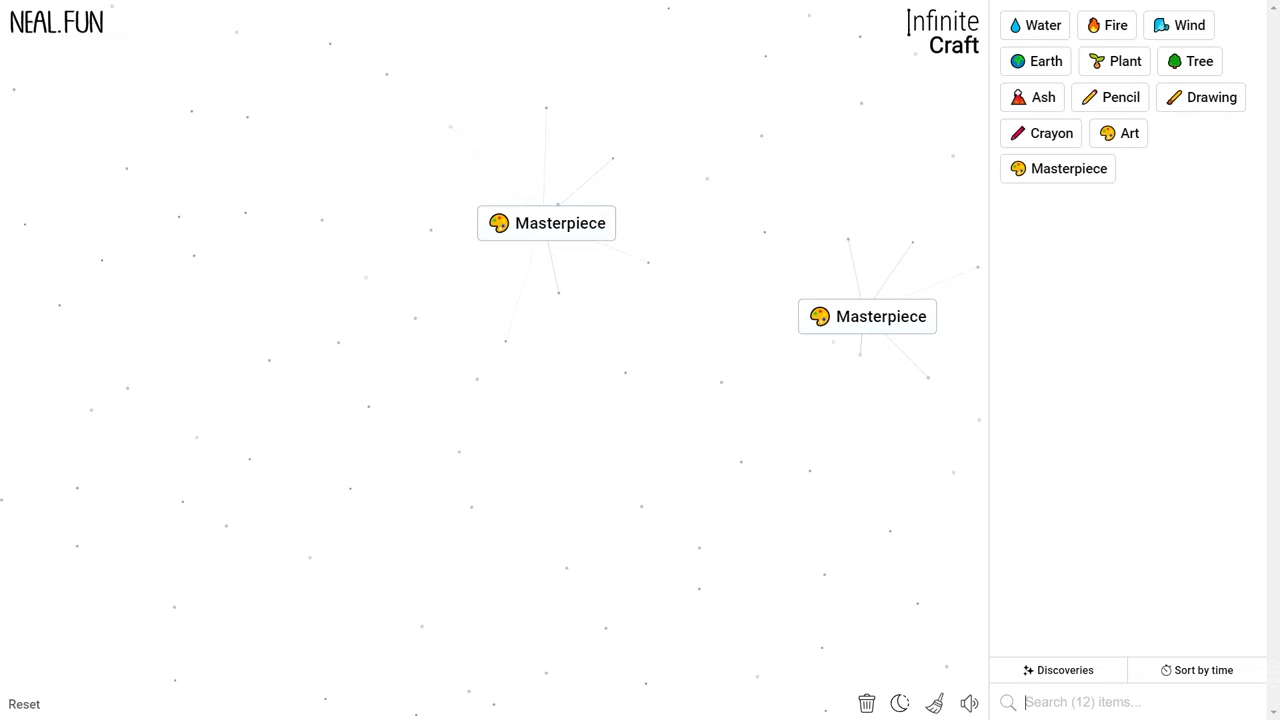 NEAL.FUN
Infinite
Craft
Water
Fire
Wind
Earth
Plant
Tree
Ash
Pencil
Drawing
Crayon
Art
Masterpiece
Masterpiece
Masterpiece
Discoveries
Sort by time
Reset
Search (12) items...